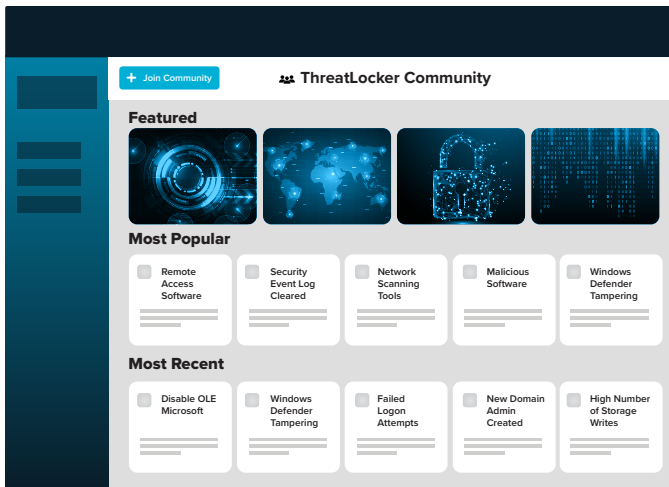 + Join Community
ThreatLocker Community
Featured
Most Popular
Remote
Access
Software
Security
Event Log
Cleared
Network
Scanning
Tools
Malicious
Software
Windows
Defender
Tampering
Most Recent
Disable OLE
Microsoft
Windows
Defender
Tampering
Failed
Logon
Attempts
New Domain
Admin
Created
High Number
of Storage
Writes